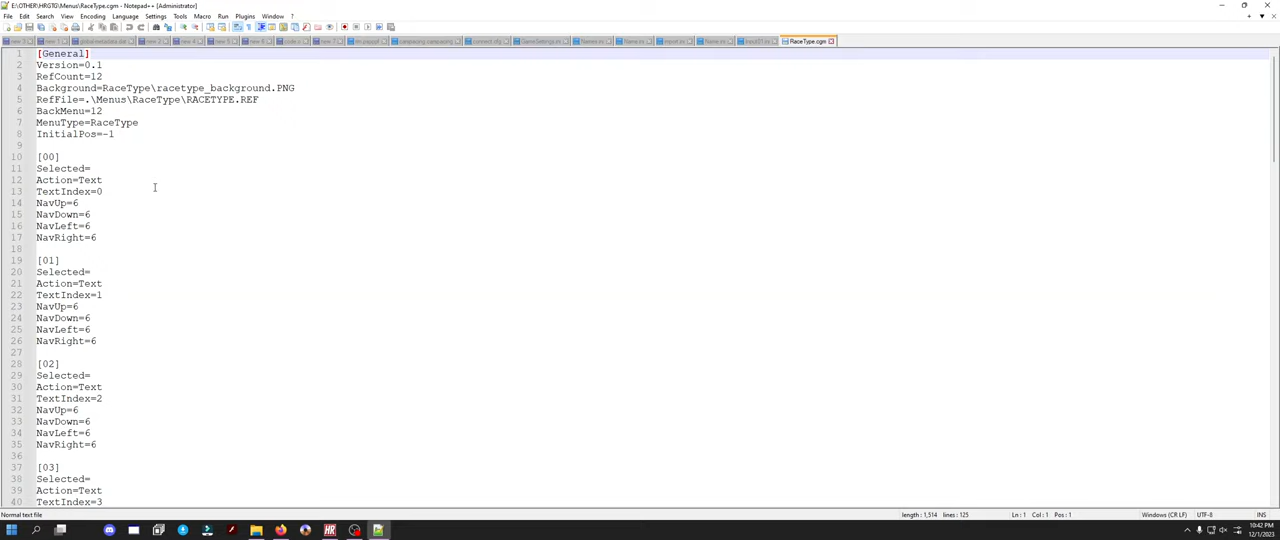 E:\OTHER\HRGTG\Menus\RaceType.cgm - Notepad++ [Administrator]
File Edit Search View Encoding Language Settings Tools Macro Run Plugins Window ?
RaceType.cgm
1 [General]
2 Version=0.1
3 RefCount=12
4 Background=RaceType\racetype_background.PNG
5 RefFile=.\Menus\RaceType\RACETYPE.REF
6 BackMenu=12
7 MenuType=RaceType
8 InitialPos=-1
9
10 [00]
11 Selected=
12 Action=Text
13 TextIndex=0
14 NavUp=6
15 NavDown=6
16 NavLeft=6
17 NavRight=6
18
19 [01]
20 Selected=
21 Action=Text
22 TextIndex=1
23 NavUp=6
24 NavDown=6
25 NavLeft=6
26 NavRight=6
27
28 [02]
29 Selected=
30 Action=Text
31 TextIndex=2
32 NavUp=6
33 NavDown=6
34 NavLeft=6
35 NavRight=6
36
37 [03]
38 Selected=
39 Action=Text
40 TextIndex=3
Normal text file length : 1,514 lines : 125 Ln : 1 Col : 1 Pos : 1 Windows (CR LF) UTF-8 INS
HR
10:42 PM
12/1/2023